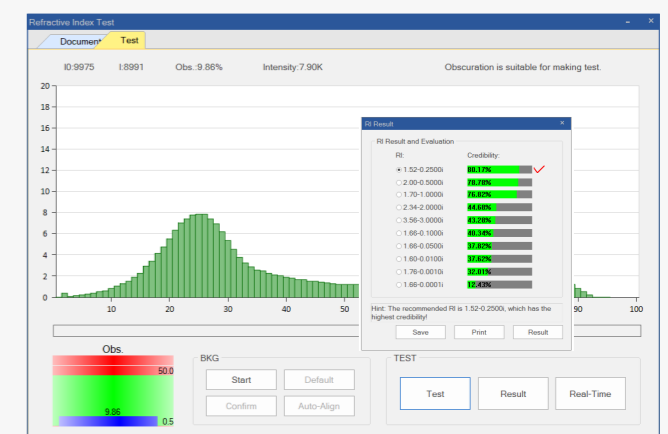 Refractive Index Test
Document Test
I0:9975 I:8991 Obs.:9.86% Intensity:7.90K Obscuration is suitable for making test.
20
18
16
14
12
10
8
6
4
2
0
10 20 30 40 50 90 100
RI Result
RI Result and Evaluation
RI: Credibility:
1.52-0.2500i 80.17%
2.00-0.5000i 78.78%
1.70-1.0000i 76.82%
2.34-2.0000i 44.60%
3.56-3.0000i 43.28%
1.66-0.1000i 40.34%
1.66-0.0500i 37.82%
1.60-0.0100i 37.62%
1.76-0.0010i 32.01%
1.66-0.0001i 12.43%
Hint: The recommended RI is 1.52-0.2500i, which has the
highest credibility!
Save Print Result
Obs.
50.0
9.86
0.5
BKG
Start Default
Confirm Auto-Align
TEST
Test Result Real-Time